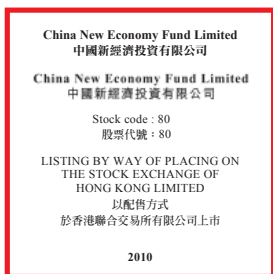 China New Economy Fund Limited
中國新經濟投資有限公司
China New Economy Fund Limited
中國新經濟投資有限公司
Stock code : 80
股票代號：80
LISTING BY WAY OF PLACING ON
THE STOCK EXCHANGE OF
HONG KONG LIMITED
以配售方式
於香港聯合交易所有限公司上市
2010